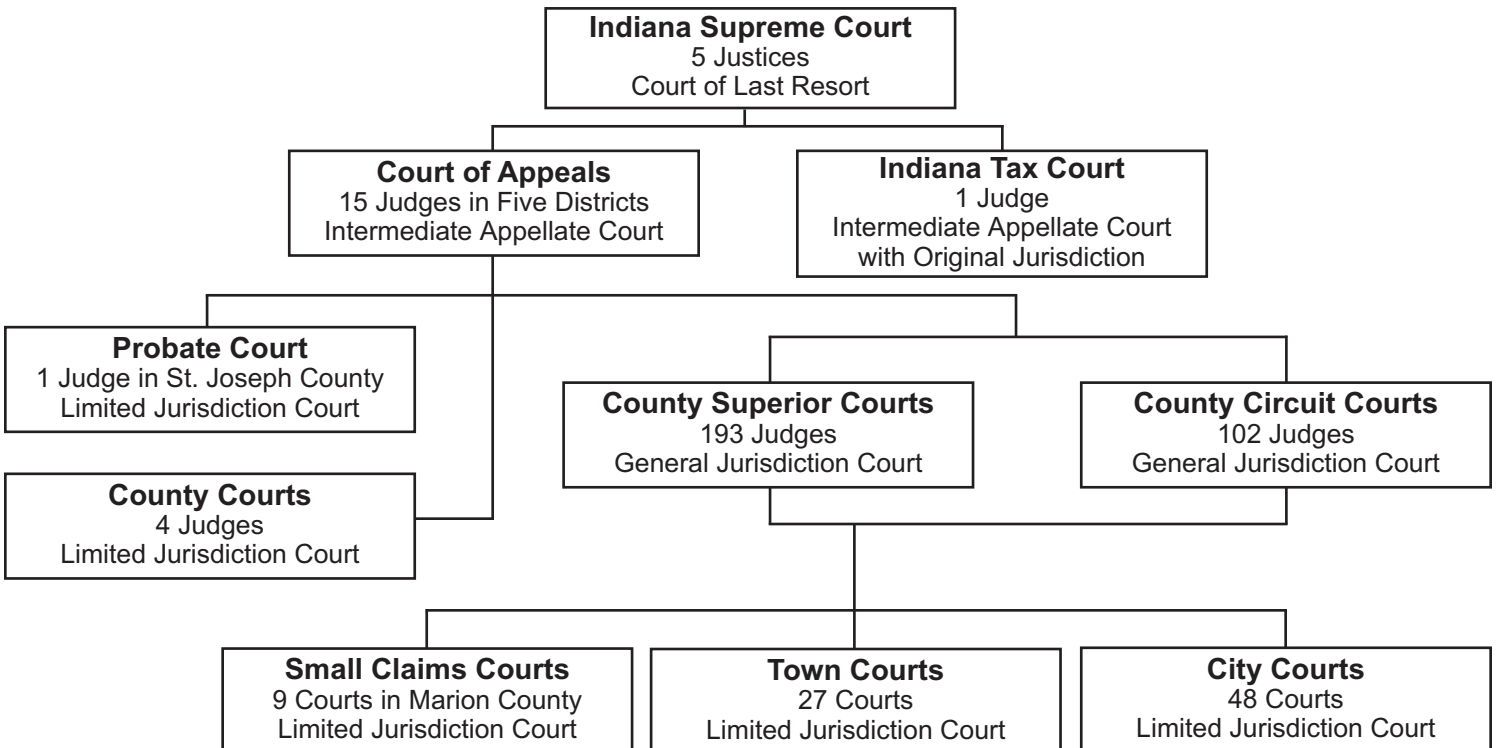 Indiana Supreme Court
5 Justices
Court of Last Resort
Court of Appeals
15 Judges in Five Districts
Intermediate Appellate Court
Indiana Tax Court
1 Judge
Intermediate Appellate Court
with Original Jurisdiction
Probate Court
1 Judge in St. Joseph County
Limited Jurisdiction Court
County Superior Courts
193 Judges
General Jurisdiction Court
County Circuit Courts
102 Judges
General Jurisdiction Court
County Courts
4 Judges
Limited Jurisdiction Court
Small Claims Courts
9 Courts in Marion County
Limited Jurisdiction Court
Town Courts
27 Courts
Limited Jurisdiction Court
City Courts
48 Courts
Limited Jurisdiction Court